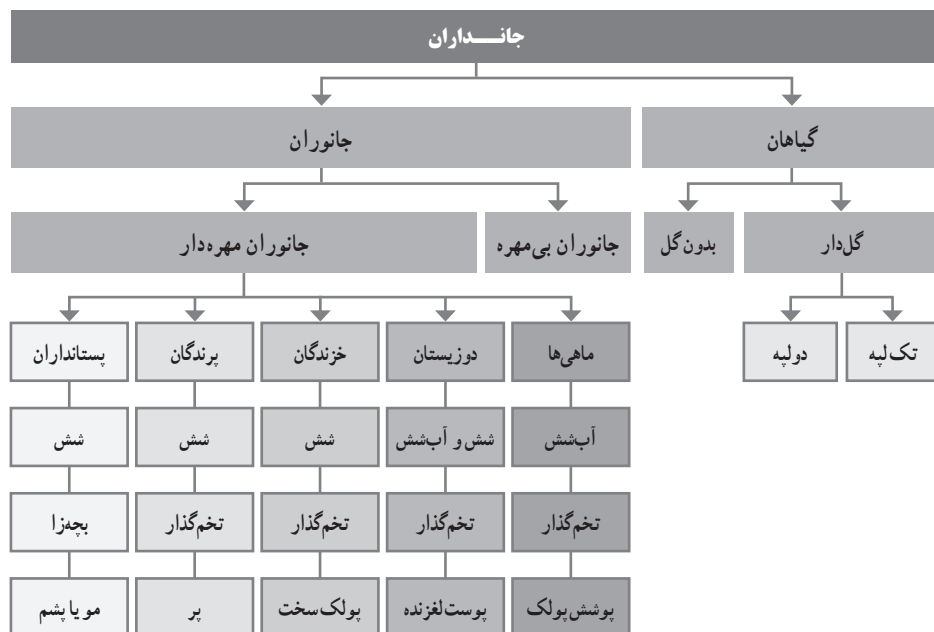 جانـــداران
گیاهان
جانوران
گل‌دار
بدون‌گل
جانوران بی‌مهره
جانوران مهره‌دار
تک‌لپه
دولپه
ماهی‌ها
دوزیستان
خزندگان
پرندگان
پستانداران
آب‌شش
شش و آب‌شش
شش
شش
شش
تخم‌گذار
تخم‌گذار
تخم‌گذار
تخم‌گذار
بچه‌زا
پوشش‌پولک
پوست‌لغزنده
پولک‌سخت
پر
مو یا پشم